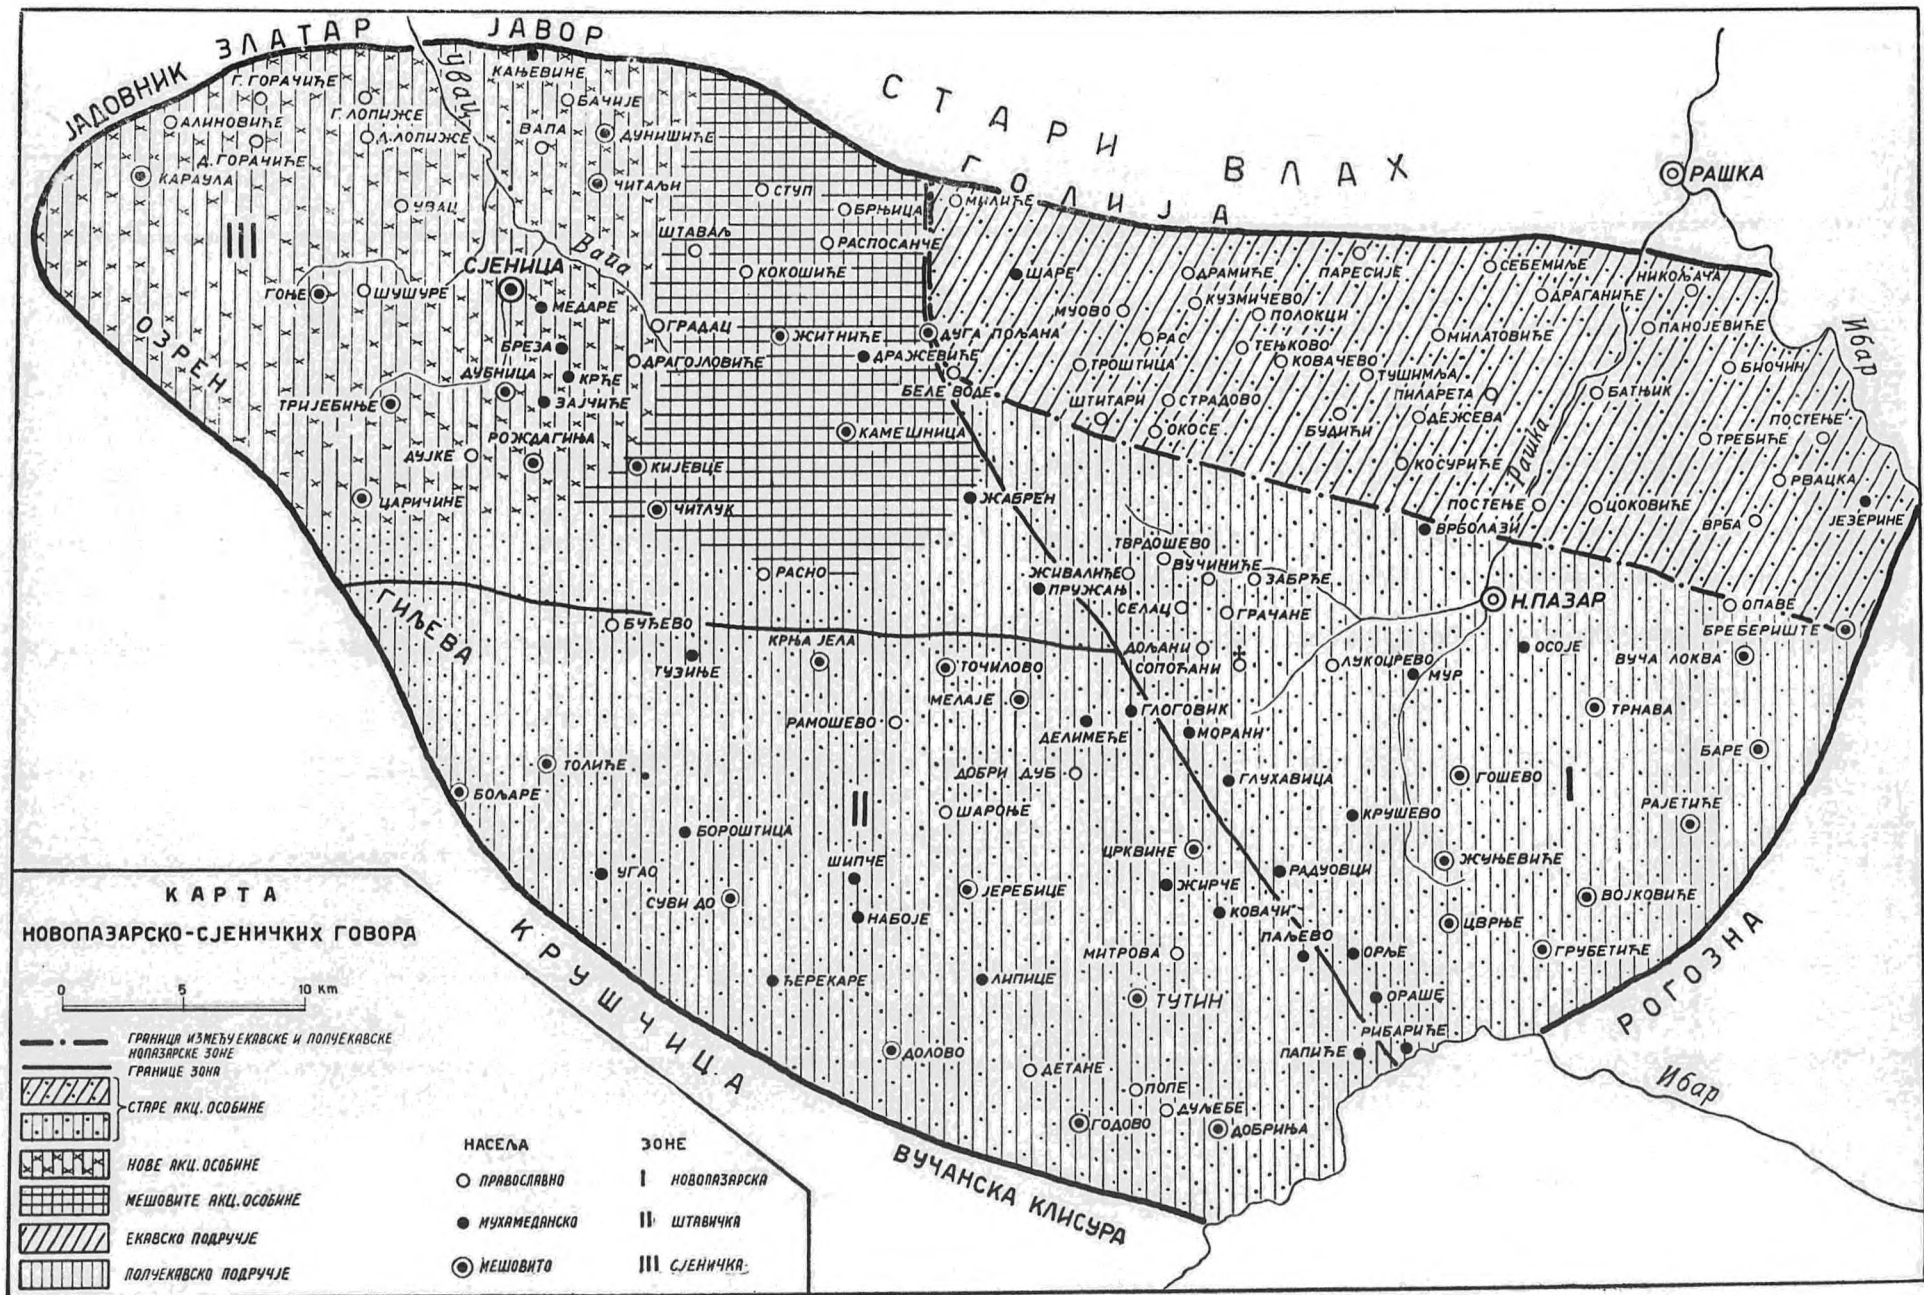 ЗЛАТАР
ЈАВОР
ЈАДОВНИК
СТАРИ ВЛАХ
ГОЛИЈА
Увац
КАЊЕВИНЕ
Г. ГОРАЧИЋЕ
БАЧИЈЕ
Г. ЛОПИЖЕ
АЛИНОВИЋЕ
Д. ЛОПИЖЕ
ВАПА
ДУНИШИЋЕ
Д. ГОРАЧИЋЕ
КАРАУЛА
ЧИТАЉИ
СТУП
РАШКА
УВАЦ
БРЊИЦА
МИЛИЋЕ
III
ШТАВАЉ
РАСПОСАНЧЕ
Вапа
СЈЕНИЦА
КОКОШИЋЕ
ШАРЕ
ДРАМИЋЕ
ПАРЕСИЈЕ
СЕБЕМИЉЕ
НИКОЉАЧА
ГОЊЕ
ШУШУРЕ
МЕДАРЕ
КУЗМИЧЕВО
ДРАГАНИЋЕ
МУОВО
ПОЛОКЦИ
ОЗРЕН
ГРАДАЦ
ЖИТНИЋЕ
ДУГА ПОЉАНА
РАС
МИЛАТОВИЋЕ
ПАНОЈЕВИЋЕ
Ибар
БРЕЗА
ДРАГОЈЛОВИЋЕ
ДРАЖЕВИЋЕ
ТЕЊКОВО
КОВАЧЕВО
ДУБНИЦА
КРЋЕ
БЕЛЕ ВОДЕ
ТРОШТИЦА
ТУШИМЉА
БИОЧИН
ТРИЈЕБИЊЕ
ЗАЈЧИЋЕ
ШТИТАРИ
СТРАДОВО
ПИЛАРЕТА
БАТЊИК
КАМЕШНИЦА
ОКОСЕ
БУДИЋИ
ДЕЖЕВА
ПОСТЕЊЕ
РОЖДАГИЊА
ТРЕБИЋЕ
ДУЈКЕ
КИЈЕВЦЕ
КОСУРИЋЕ
Рашка
РВАЦКА
ЦАРИЧИНЕ
ЧИТЛУК
ЖАБРЕН
ПОСТЕЊЕ
ЦОКОВИЋЕ
ВРБА
ЈЕЗЕРИНЕ
ВРБОЛАЗИ
ТВРДОШЕВО
ВУЧИНИЋЕ
РАСНО
ЖИВАЛИЋЕ
ЗАБРЋЕ
ПРУЖАЊ
ГИЉЕВА
СЕЛАЦ
ГРАЧАНЕ
Н.ПАЗАР
ОПАВЕ
БУЂЕВО
БРЕБЕРИШТЕ
КРЊА ЈЕЛА
ДОЉАНИ
ОСОЈЕ
ТУЗИЊЕ
ТОЧИЛОВО
СОПОЋАНИ
ЛУКОЦРЕВО
ВУЧА ЛОКВА
МУР
МЕЛАЈЕ
РАМОШЕВО
ГЛОГОВИК
ТРНАВА
ДЕЛИМЕЂЕ
МОРАНИ
БАРЕ
ТОЛИЋЕ
ДОБРИ ДУБ
ГЛУХАВИЦА
ГОШЕВО
I
БОЉАРЕ
ШАРОЊЕ
КРУШЕВО
РАЈЕТИЋЕ
II
БОРОШТИЦА
ЦРКВИНЕ
ЖУЊЕВИЋЕ
ШИПЧЕ
УГАО
ЈЕРЕБИЦЕ
ЖИРЧЕ
РАДУОВЦИ
ВОЈКОВИЋЕ
СУВИ ДО
НАБОЈЕ
КОВАЧИ
ЦВРЊЕ
ПАЉЕВО
МИТРОВА
ОРЉЕ
ГРУБЕТИЋЕ
ЂЕРЕКАРЕ
ЛИПИЦЕ
ТУТИН
ОРАШЕ
РОГОЗНА
РИБАРИЋЕ
ДОЛОВО
ПАПИЋЕ
ДЕТАНЕ
ПОПЕ
Ибар
ДУЉЕБЕ
ГОДОВО
ДОБРИЊА
КРУШЧИЦА
ВУЧАНСКА КЛИСУРА
КАРТА
НОВОПАЗАРСКО-СЈЕНИЧКИХ ГОВОРА
0 5 10 Km
ГРАНИЦА ИЗМЕЂУ ЕКАВСКЕ И ПОЛУЕКАВСКЕ
НОПАЗАРСКЕ ЗОНЕ
ГРАНИЦЕ ЗОНА
СТАРЕ АКЦ. ОСОБИНЕ
НОВЕ АКЦ. ОСОБИНЕ
МЕШОВИТЕ АКЦ. ОСОБИНЕ
ЕКАВСКО ПОДРУЧЈЕ
ПОЛУЕКАВСКО ПОДРУЧЈЕ
НАСЕЉА
ПРАВОСЛАВНО
МУХАМЕДАНСКО
МЕШОВИТО
ЗОНЕ
I НОВОПАЗАРСКА
II ШТАВИЧКА
III СЈЕНИЧКА